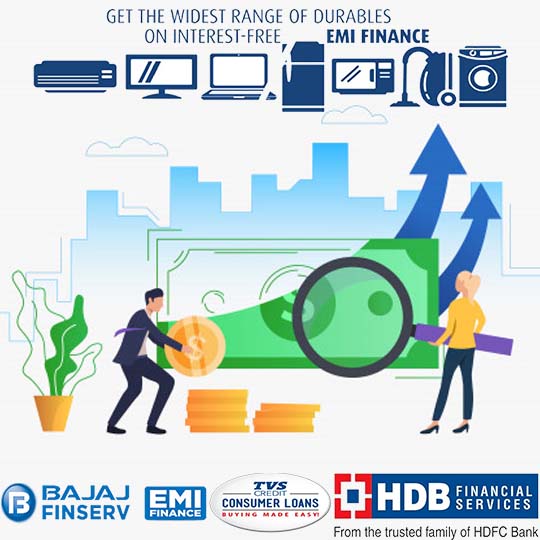 GET THE WIDEST RANGE OF DURABLES
ON INTEREST-FREE EMI FINANCE
$
B BAJAJ
FINSERV
EMI
FINANCE
TVS
CREDIT
CONSUMER LOANS
BUYING MADE EASY!
HDB FINANCIAL
SERVICES
From the trusted family of HDFC Bank